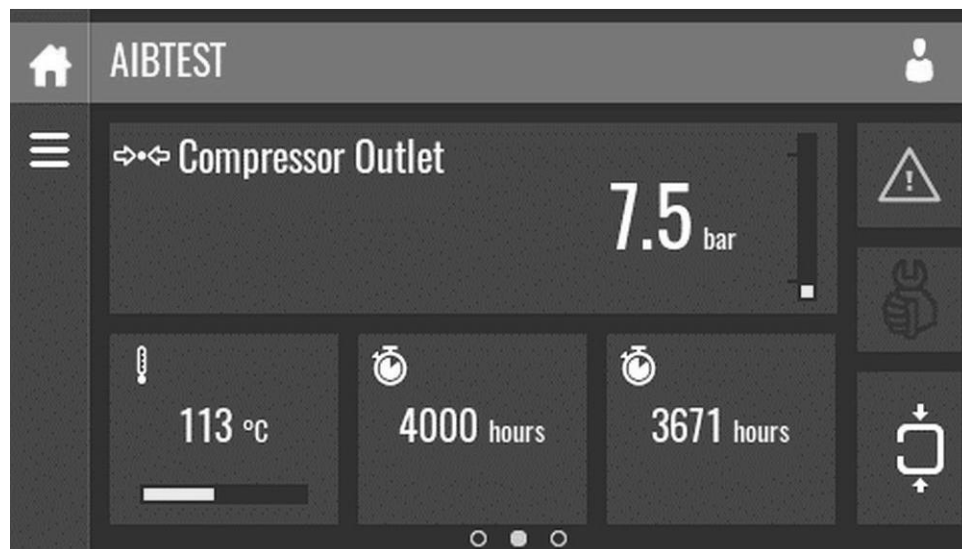 AIBTEST
Compressor Outlet
7.5 bar
113 °C
4000 hours
3671 hours